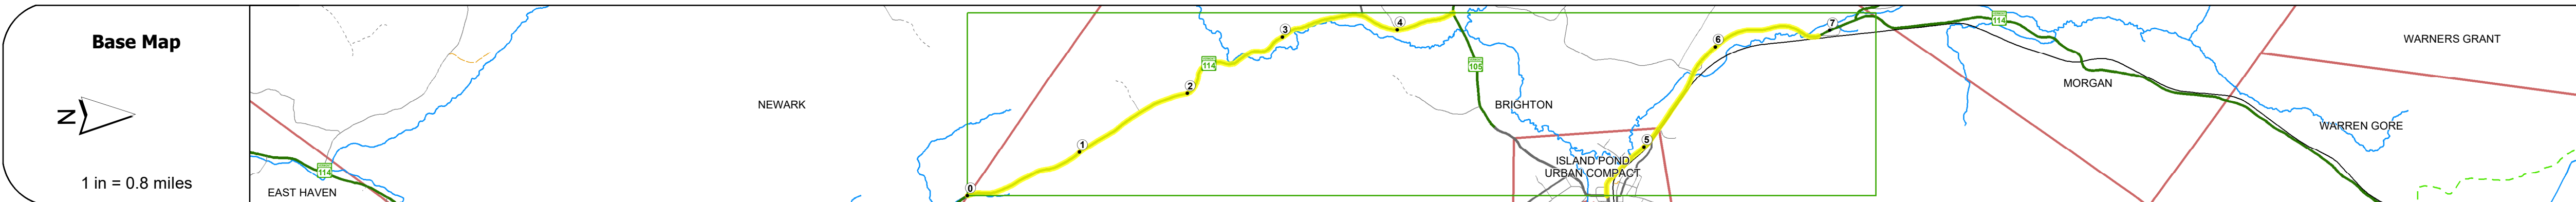 Base Map
N
1 in = 0.8 miles
114
EAST HAVEN
NEWARK
0
1
2
114
3
4
105
BRIGHTON
ISLAND POND
URBAN COMPACT
5
6
7
114
MORGAN
WARNERS GRANT
WARREN GORE